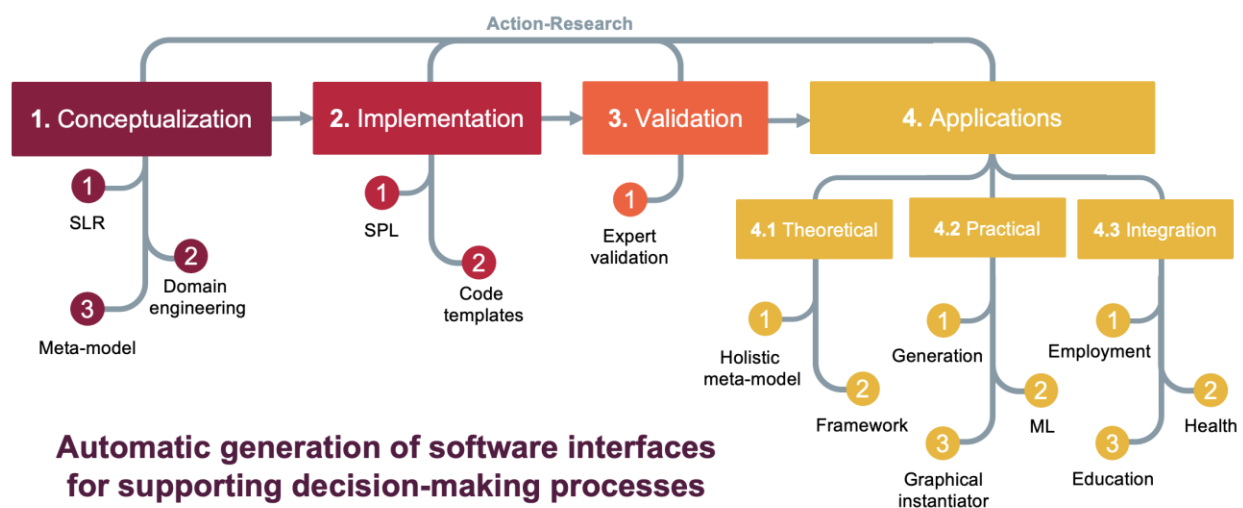 Action-Research
1. Conceptualization
2. Implementation
3. Validation
4. Applications
1
SLR
2
Domain
engineering
3
Meta-model
1
SPL
2
Code
templates
1
Expert
validation
4.1 Theoretical
4.2 Practical
4.3 Integration
1
Holistic
meta-model
2
Framework
1
Generation
2
ML
3
Graphical
instantiator
1
Employment
2
Health
3
Education
Automatic generation of software interfaces
for supporting decision-making processes